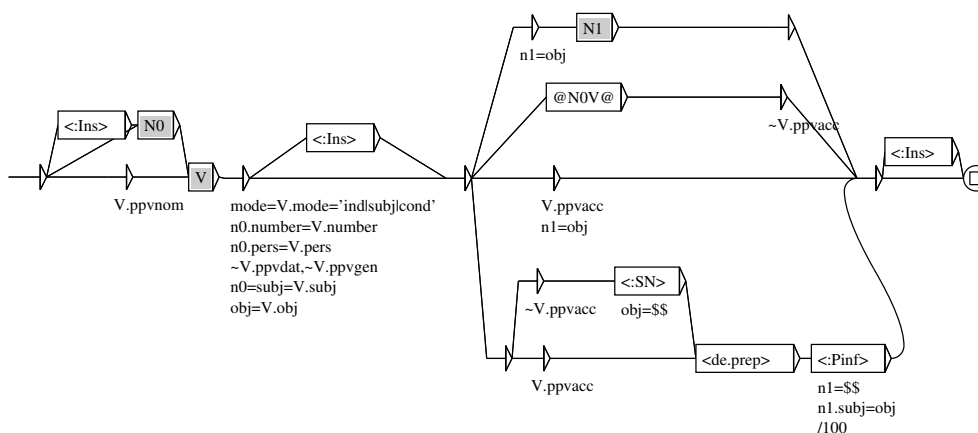 <:Ins>
N0
V.ppvnom
V
<:Ins>
mode=V.mode='ind|subj|cond'
n0.number=V.number
n0.pers=V.pers
~V.ppvdat,~V.ppvgen
n0=subj=V.subj
obj=V.obj
N1
n1=obj
@N0V@
~V.ppvacc
V.ppvacc
n1=obj
<:SN>
~V.ppvacc
obj=$$
V.ppvacc
<de.prep>
<:Pinf>
n1=$$
n1.subj=obj
/100
<:Ins>